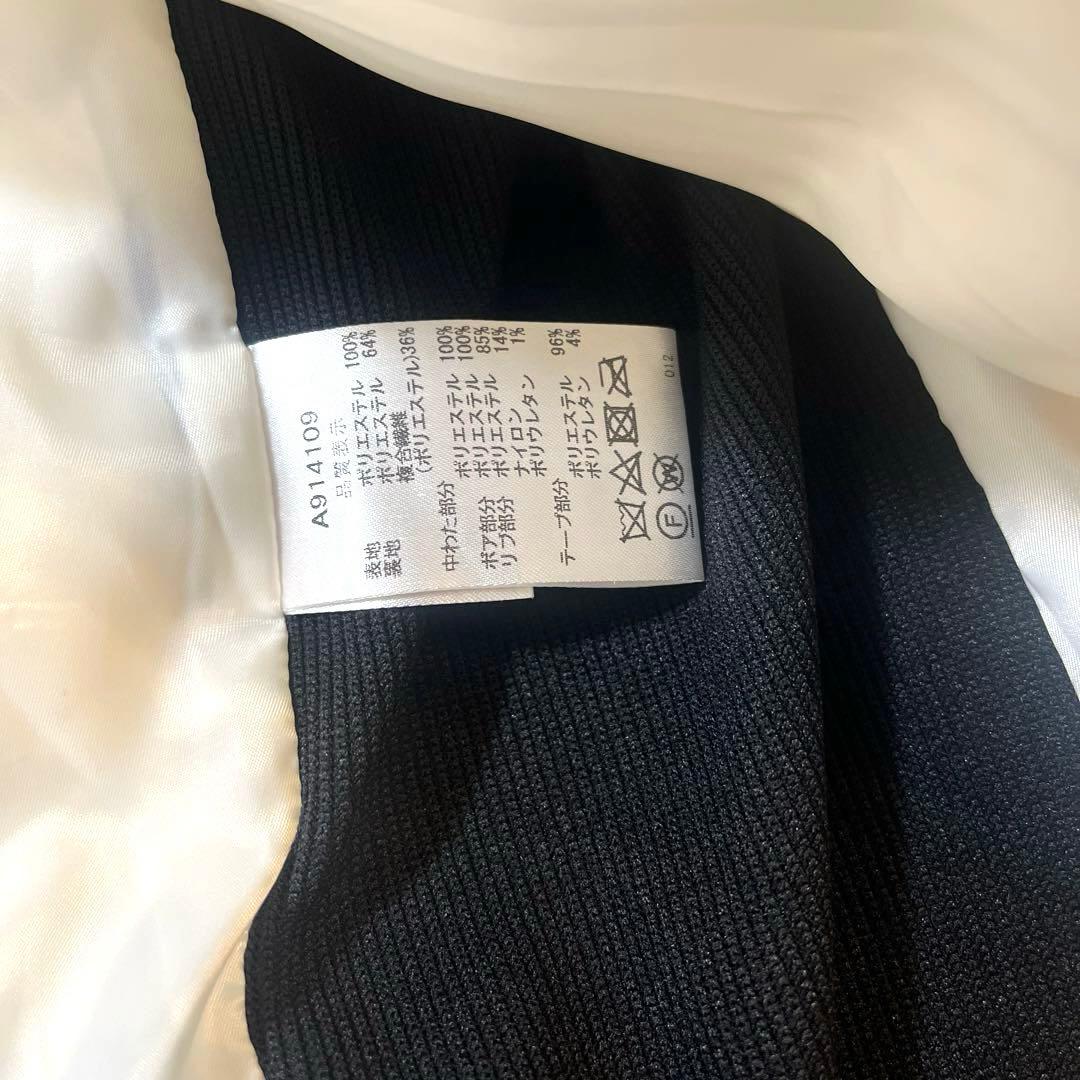 A914109
品質表示
表地 ポリエステル 100%
裏地 ポリエステル 64%
複合繊維
(ポリエステル)36%
中わた部分 ポリエステル 100%
ボア部分 ポリエステル 100%
リブ部分 ポリエステル 85%
ナイロン 14%
ポリウレタン 1%
テープ部分 ポリエステル 96%
ポリウレタン 4%
F W
012